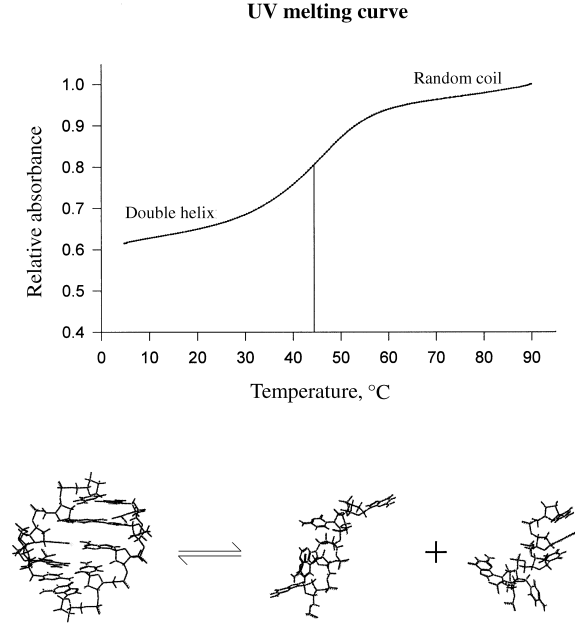 UV melting curve
Relative absorbance
1.0
0.9
0.8
0.7
0.6
0.5
0.4
Random coil
Double helix
0 10 20 30 40 50 60 70 80 90
Temperature, °C
+